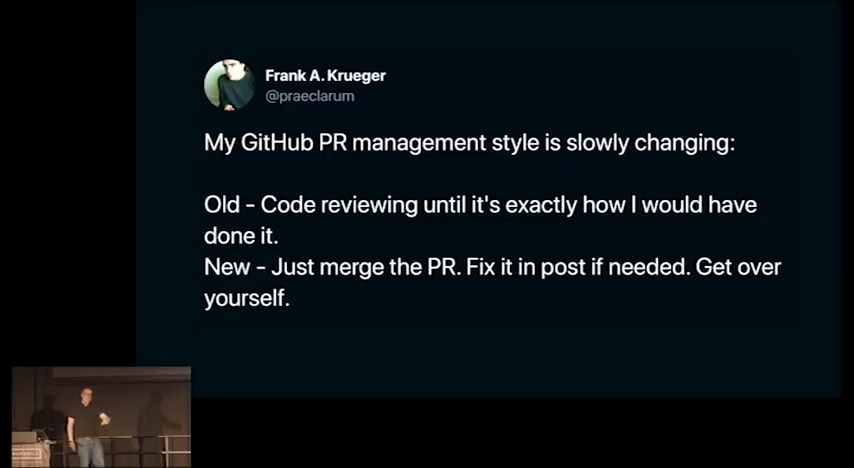 Frank A. Krueger
@praeclarum
My GitHub PR management style is slowly changing:
Old - Code reviewing until it's exactly how I would have
done it.
New - Just merge the PR. Fix it in post if needed. Get over
yourself.